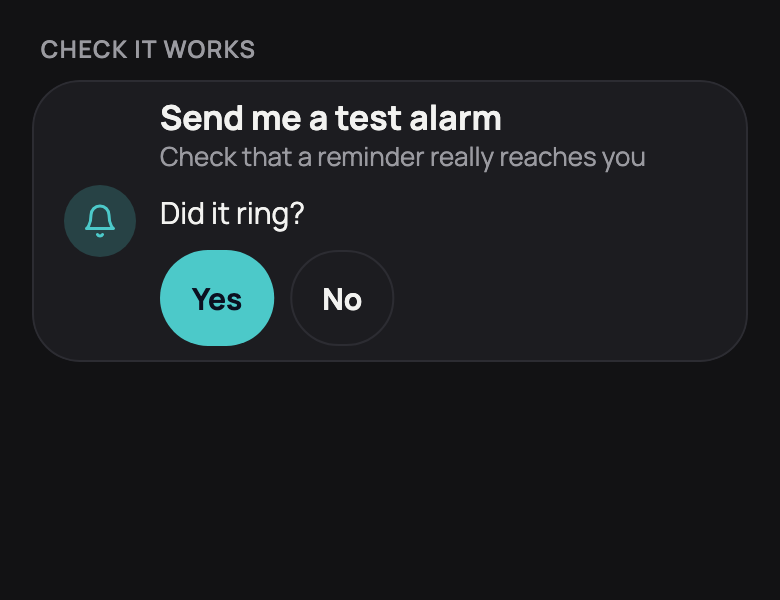 CHECK IT WORKS
Send me a test alarm
Check that a reminder really reaches you
Did it ring?
Yes No